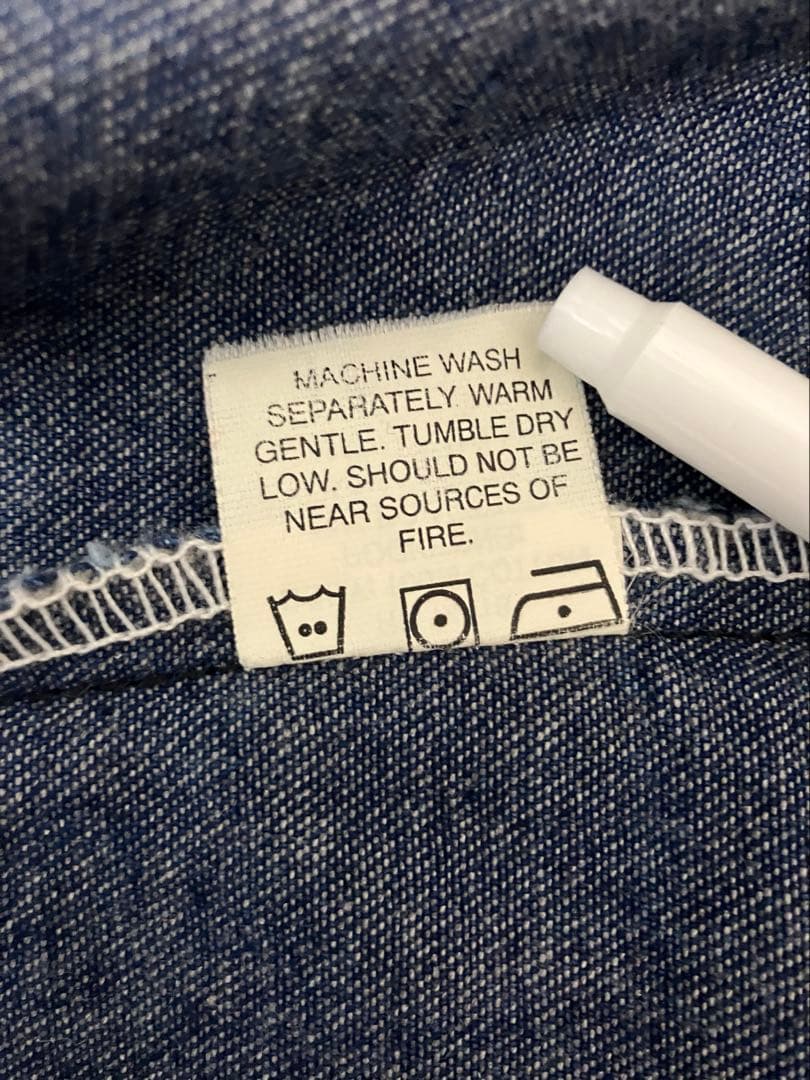 MACHINE WASH
SEPARATELY WARM
GENTLE. TUMBLE DRY
LOW. SHOULD NOT BE
NEAR SOURCES OF
FIRE.